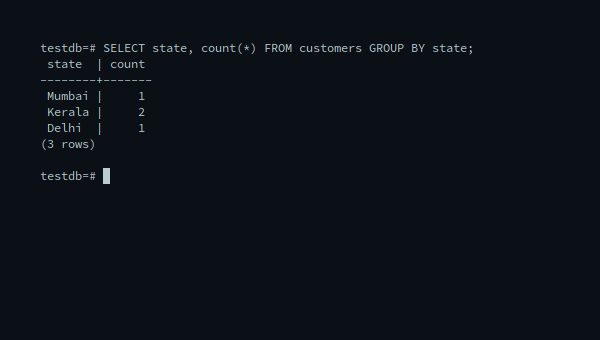 testdb=# SELECT state, count(*) FROM customers GROUP BY state;
 state  | count
--------+-------
 Mumbai |     1
 Kerala |     2
 Delhi  |     1
(3 rows)

testdb=#